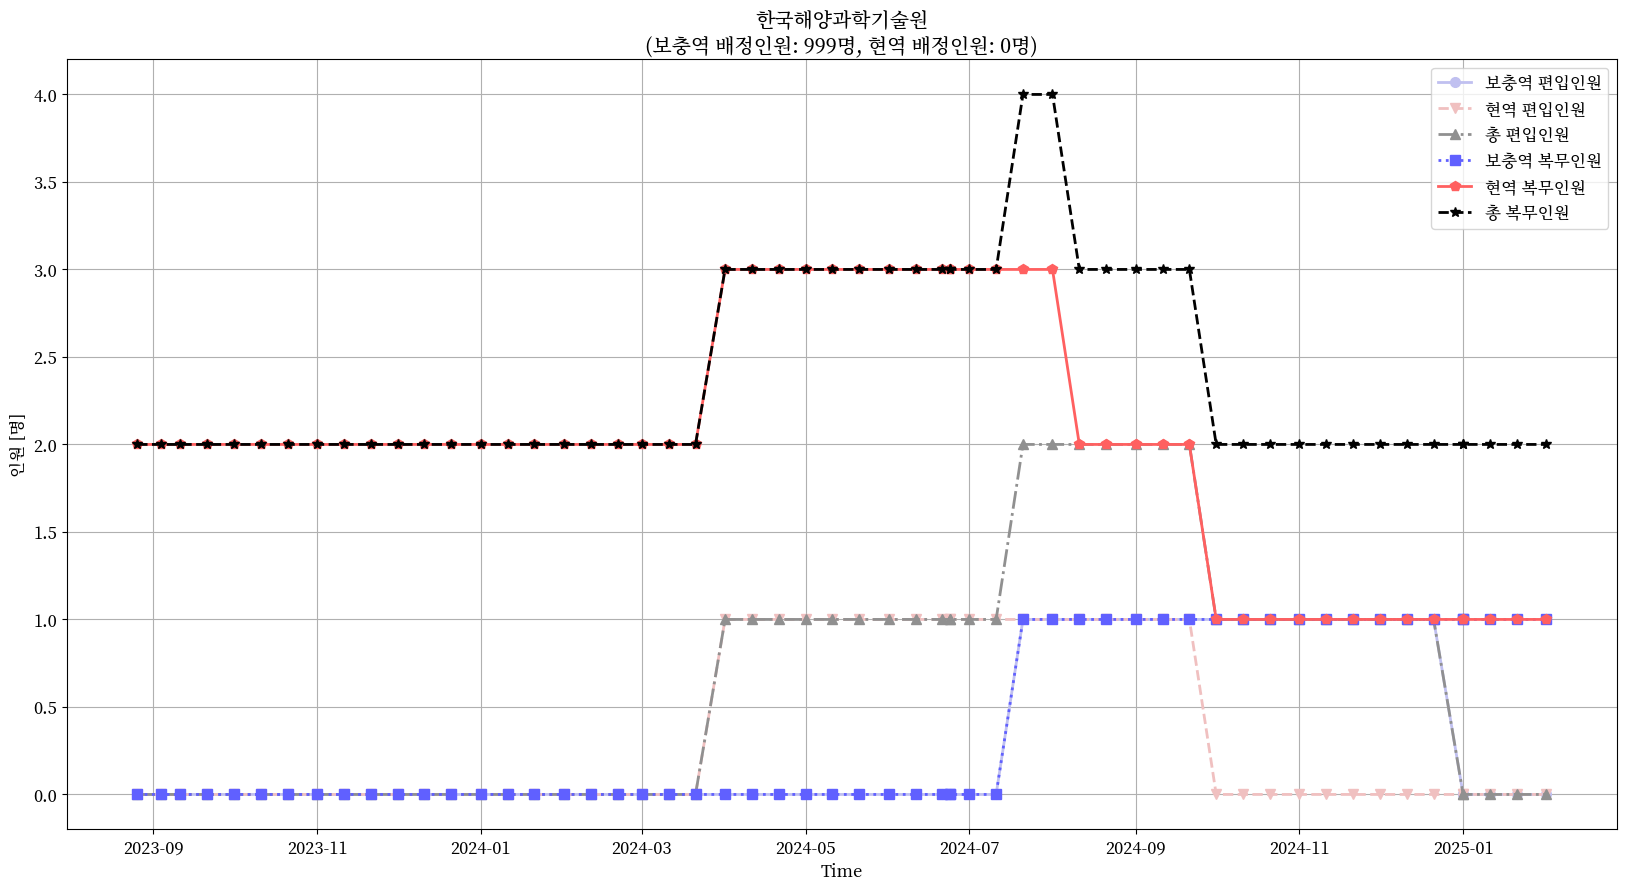 한국해양과학기술원
(보충역 배정인원: 999명, 현역 배정인원: 0명)
보충역 편입인원
현역 편입인원
총 편입인원
보충역 복무인원
현역 복무인원
총 복무인원
인원 [명]
4.0
3.5
3.0
2.5
2.0
1.5
1.0
0.5
0.0
2023-09
2023-11
2024-01
2024-03
2024-05
2024-07
2024-09
2024-11
2025-01
Time